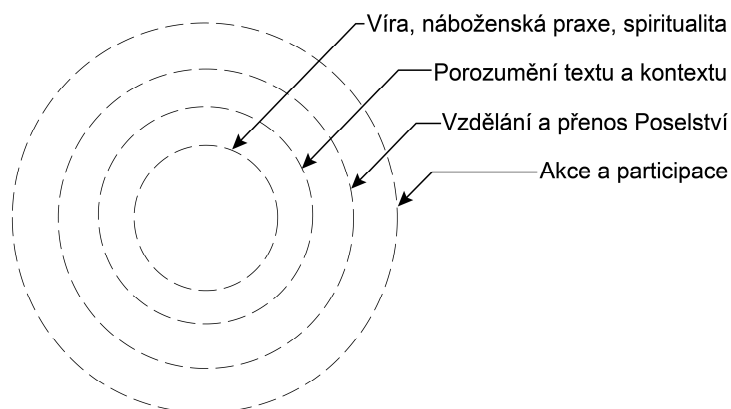 Víra, náboženská praxe, spiritualita
Porozumění textu a kontextu
Vzdělání a přenos Poselství
Akce a participace